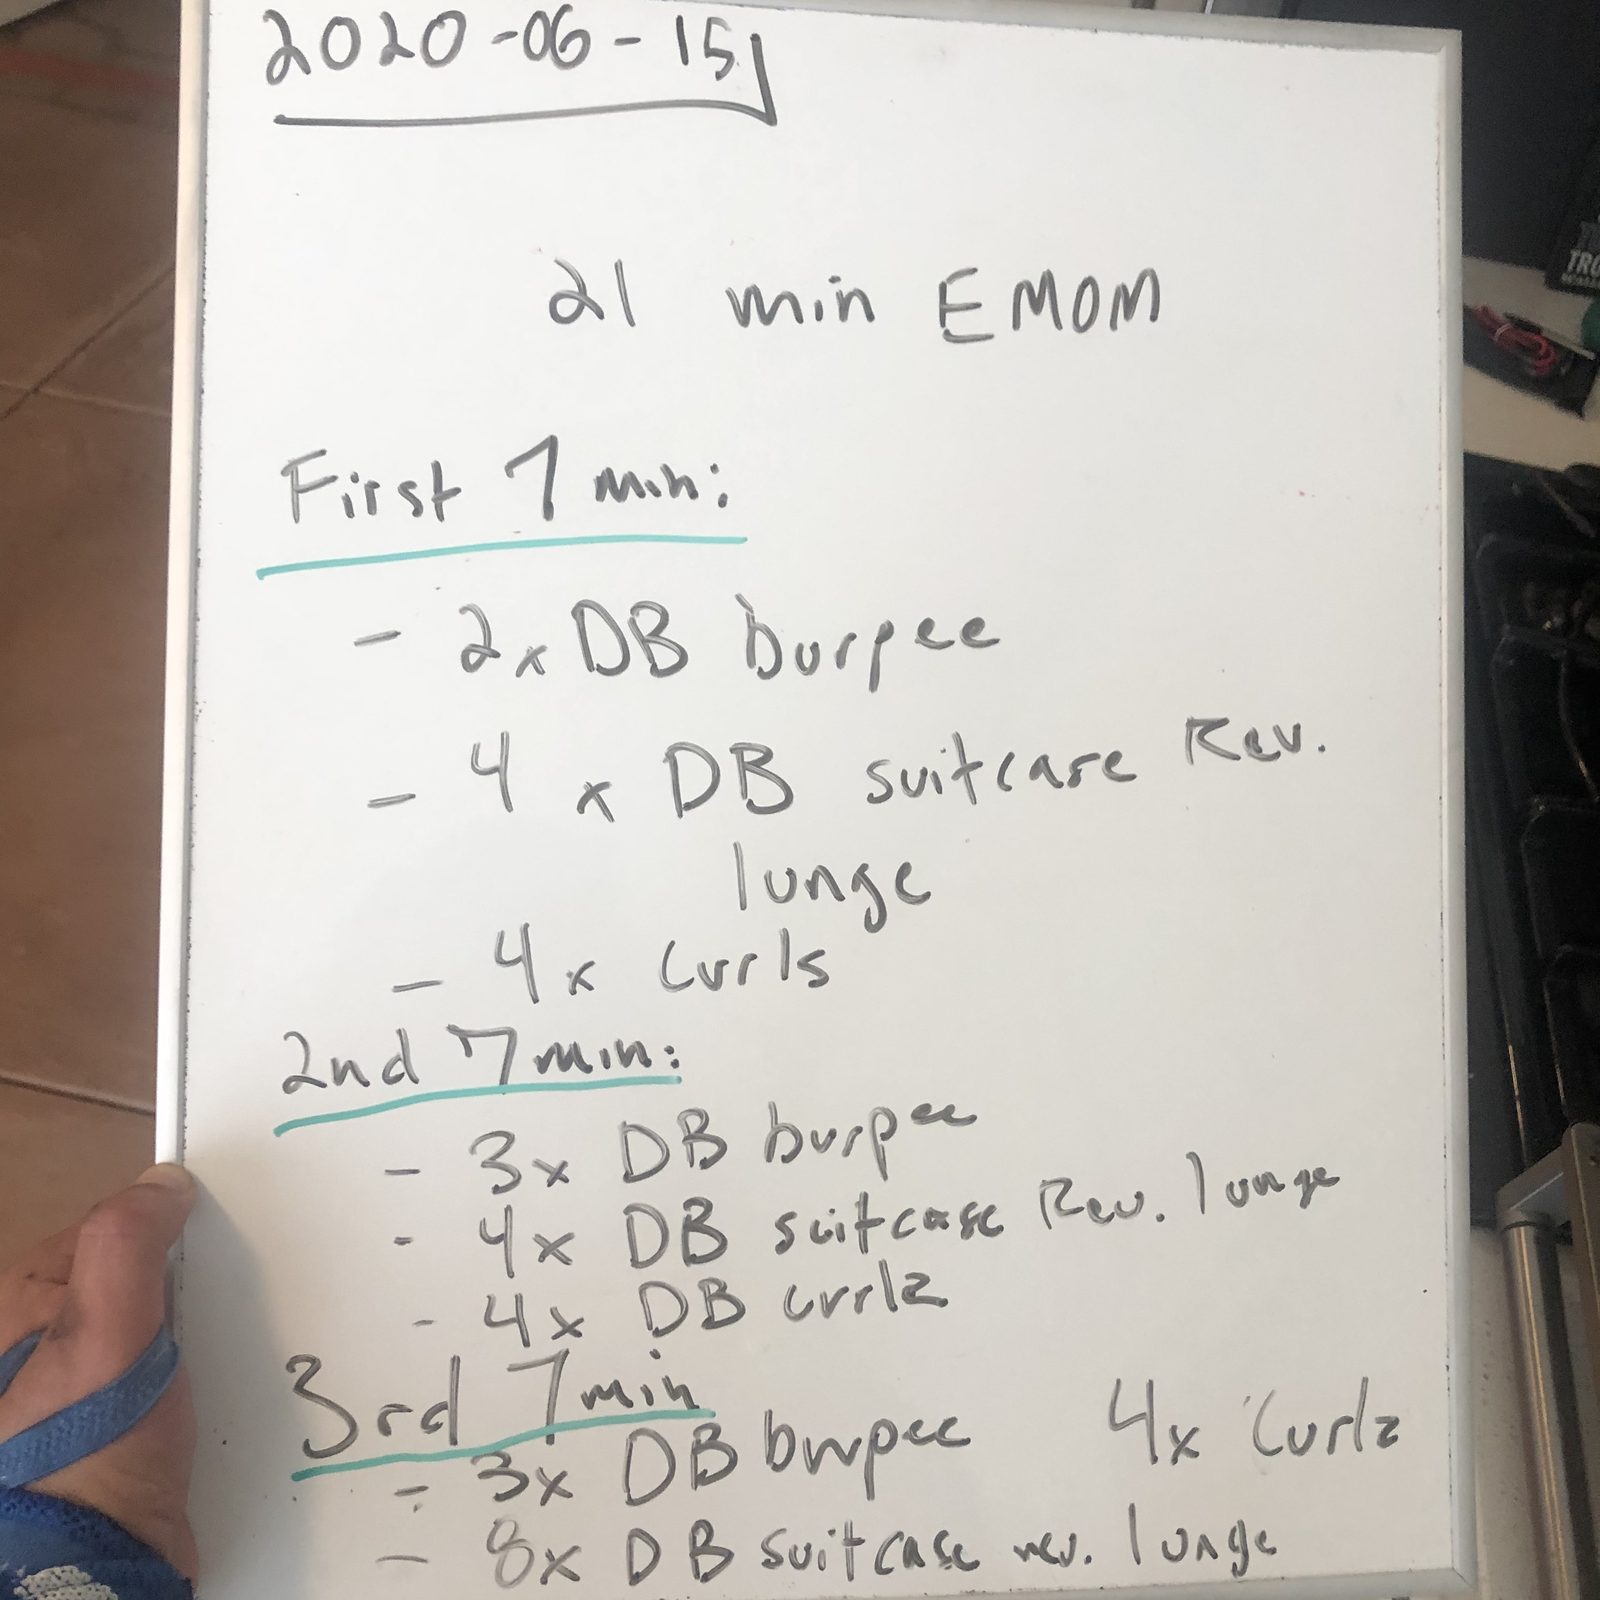 2020-06-15
21 min EMOM
First 7 min:
- 2x DB burpee
- 4 x DB suitcase Rev.
lunge
- 4x Curls
2nd 7min:
- 3x DB burpee
- 4x DB suitcase Rev. lunge
- 4x DB curlz
3rd 7min
- 3x DB burpee 4x Curlz
- 8x DB suitcase rev. lunge
TRO